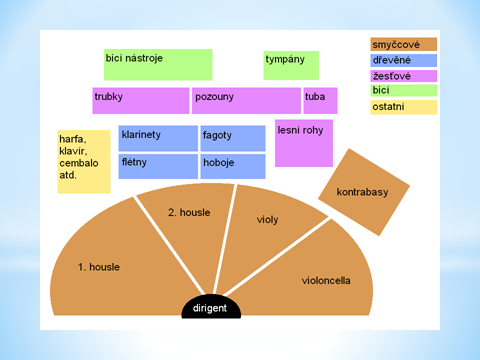 smyčcové
dřevěné
žesťové
bicí
ostatní
bicí nástroje
tympány
trubky
pozouny
tuba
harfa,
klavír,
cembalo
atd.
klarinety
fagoty
lesní rohy
flétny
hoboje
kontrabasy
2. housle
violy
1. housle
violoncella
dirigent